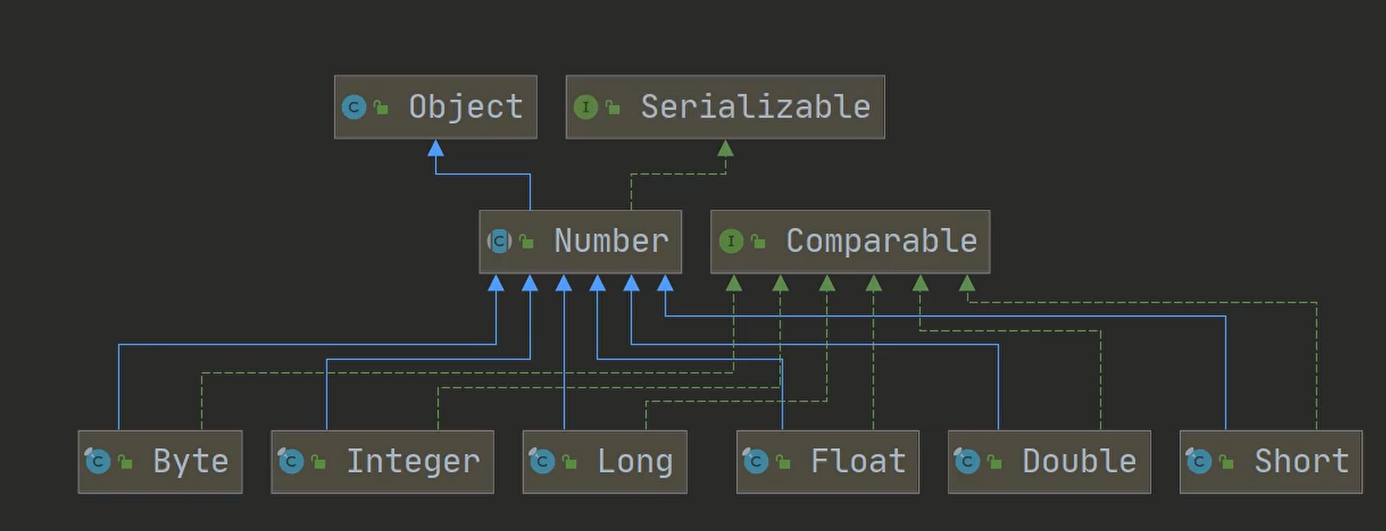 C Object
I Serializable
C Number
I Comparable
C Byte
C Integer
C Long
C Float
C Double
C Short